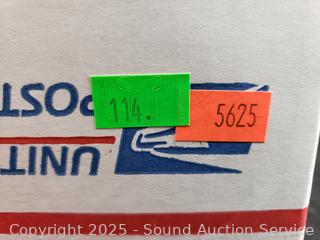 114.
5625
UNIT
POST
Copyright 2025 - Sound Auction Service